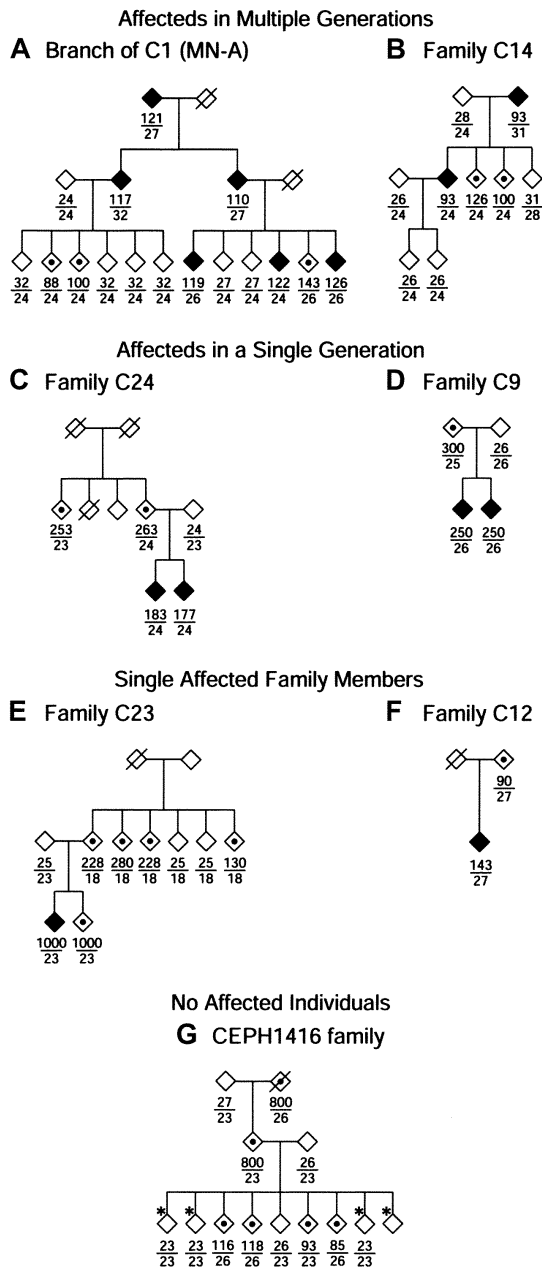 Affecteds in Multiple Generations
A Branch of C1 (MN-A)
B Family C14
121
27
28 93
24 31
24 117 110
24 32 27
26 93 126 100 31
24 24 24 24 28
32 88 100 32 32 32 119 27 27 122 143 126
24 24 24 24 24 24 26 24 24 24 26 26
26 26
24 24
Affecteds in a Single Generation
C Family C24
D Family C9
300 26
25 26
253 263 24
23 24 23
250 250
26 26
183 177
24 24
Single Affected Family Members
E Family C23
F Family C12
90
27
25 228 280 228 25 25 130
23 18 18 18 18 18 18
143
27
1000 1000
23 23
No Affected Individuals
G CEPH1416 family
27 800
23 26
800 26
23 23
* * * *
23 23 116 118 26 93 85 23
23 23 26 26 23 23 26 23